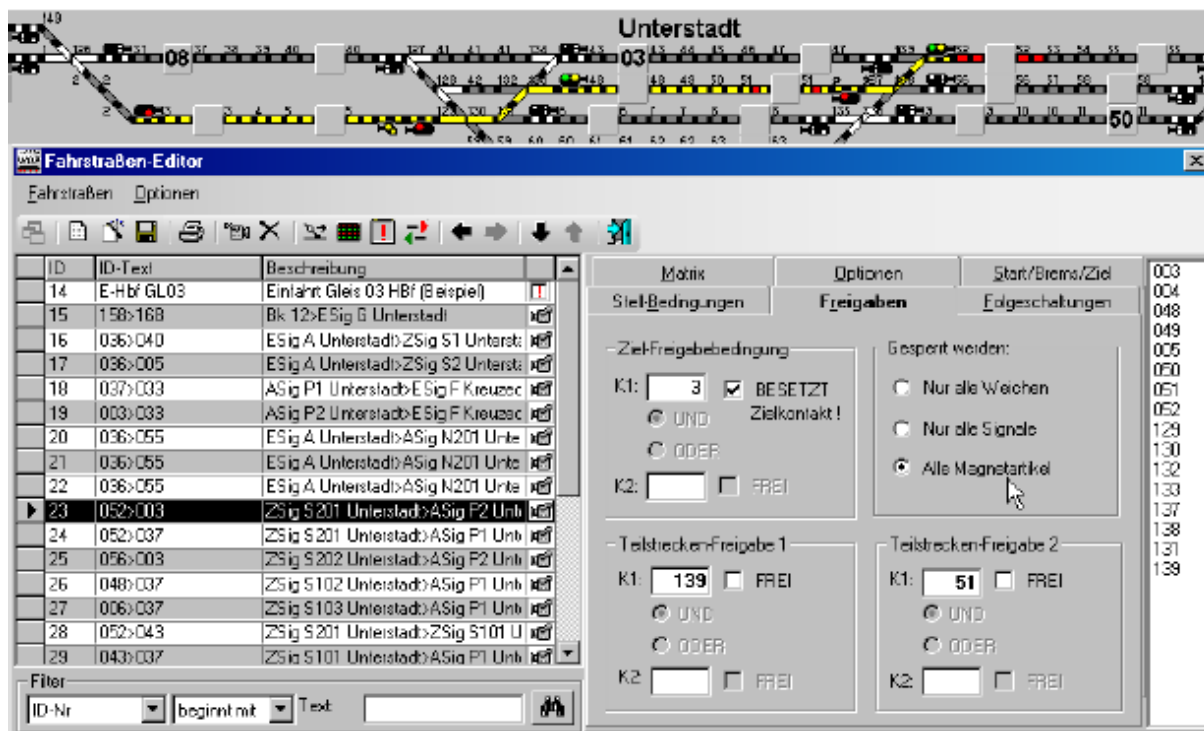 Unterstadt
149
08
03
50
Fahrstraßen-Editor
Fahrstraßen Optionen
ID ID-Text Beschreibung
14 E-Hbf GL03 Einfahrt Gleis 03 HBf (Beispiel)
15 158>168 Bk 12>ESig G Unterstadt
16 036>040 ESig A Unterstadt>ZSig S1 Unterst
17 036>005 ESig A Unterstadt>ZSig S2 Unterst
18 037>033 ASig P1 Unterstadt>ESig F Kreuzec
19 003>033 ASig P2 Unterstadt>ESig F Kreuzec
20 036>055 ESig A Unterstadt>ASig N201 Unte
21 036>055 ESig A Unterstadt>ASig N201 Unte
22 036>055 ESig A Unterstadt>ASig N201 Unte
23 052>003 ZSig S201 Unterstadt>ASig P2 Unt
24 052>037 ZSig S201 Unterstadt>ASig P1 Unt
25 056>003 ZSig S202 Unterstadt>ASig P2 Unt
26 048>037 ZSig S102 Unterstadt>ASig P1 Unt
27 006>037 ZSig S103 Unterstadt>ASig P1 Unt
28 052>043 ZSig S201 Unterstadt>ZSig S101 U
29 043>037 ZSig S101 Unterstadt>ASig P1 Unt
Filter
ID-Nr beginnt mit Text:
Matrix Optionen Start/Brems/Ziel
Stell-Bedingungen Freigaben Folgeschaltungen
Ziel-Freigabebedingung
K1: 3 BESETZT
Zielkontakt !
UND
ODER
K2: FREI
Gesperrt werden:
Nur alle Weichen
Nur alle Signale
Alle Magnetartikel
Teilstrecken-Freigabe 1
K1: 139 FREI
UND
ODER
K2: FREI
Teilstrecken-Freigabe 2
K1: 51 FREI
UND
ODER
K2: FREI
003
004
048
049
005
050
051
052
129
130
132
133
137
138
131
139